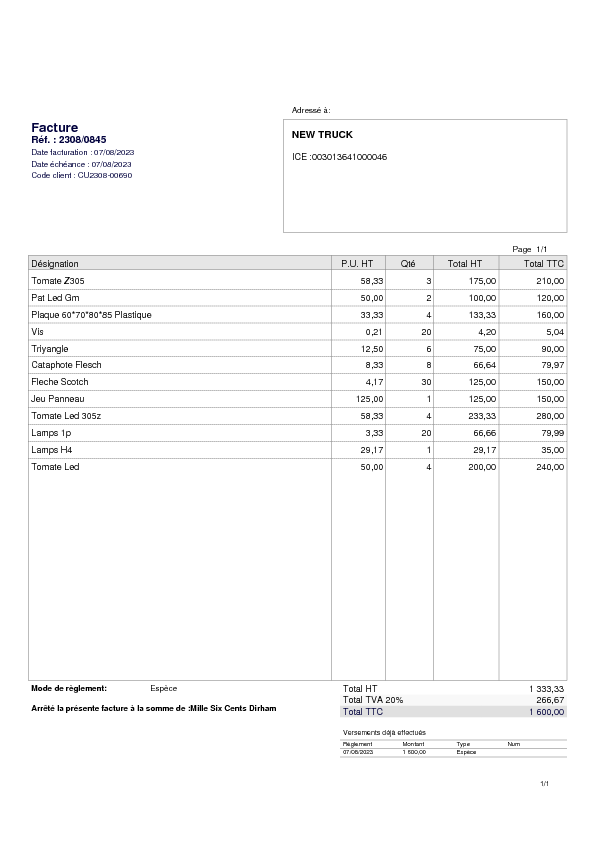 Adressé à:
Facture
Réf. : 2308/0845
Date facturation : 07/08/2023
Date échéance : 07/08/2023
Code client : CU2308-00690
NEW TRUCK
ICE :003013641000046
Page 1/1
Désignation P.U. HT Qté Total HT Total TTC
Tomate Z305 58,33 3 175,00 210,00
Pat Led Gm 50,00 2 100,00 120,00
Plaque 60*70*80*85 Plastique 33,33 4 133,33 160,00
Vis 0,21 20 4,20 5,04
Triyangle 12,50 6 75,00 90,00
Cataphote Flesch 8,33 8 66,64 79,97
Fleche Scotch 4,17 30 125,00 150,00
Jeu Panneau 125,00 1 125,00 150,00
Tomate Led 305z 58,33 4 233,33 280,00
Lamps 1p 3,33 20 66,66 79,99
Lamps H4 29,17 1 29,17 35,00
Tomate Led 50,00 4 200,00 240,00
Mode de règlement: Espèce
Arrêté la présente facture à la somme de :Mille Six Cents Dirham
Total HT 1 333,33
Total TVA 20% 266,67
Total TTC 1 600,00
Versements déjà effectués
Règlement Montant Type Num
07/08/2023 1 600,00 Espèce
1/1